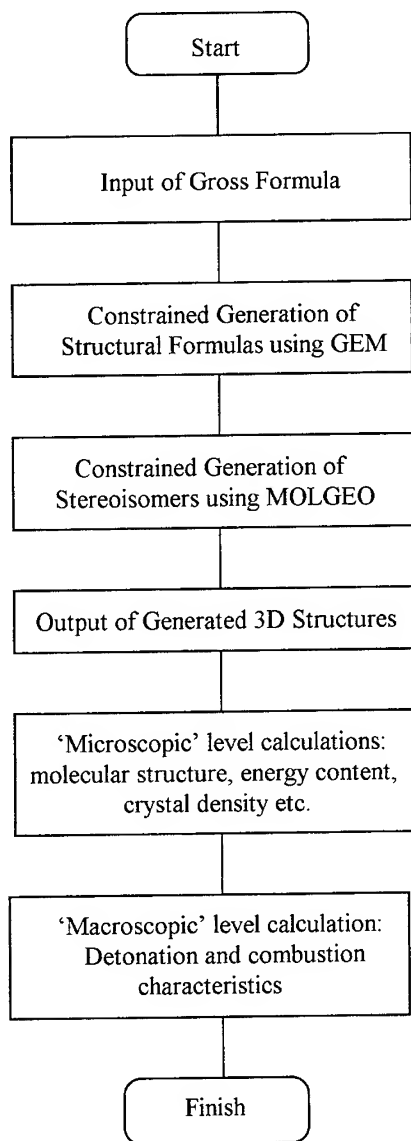 Start
Input of Gross Formula
Constrained Generation of
Structural Formulas using GEM
Constrained Generation of
Stereoisomers using MOLGEO
Output of Generated 3D Structures
‘Microscopic’ level calculations:
molecular structure, energy content,
crystal density etc.
‘Macroscopic’ level calculation:
Detonation and combustion
characteristics
Finish